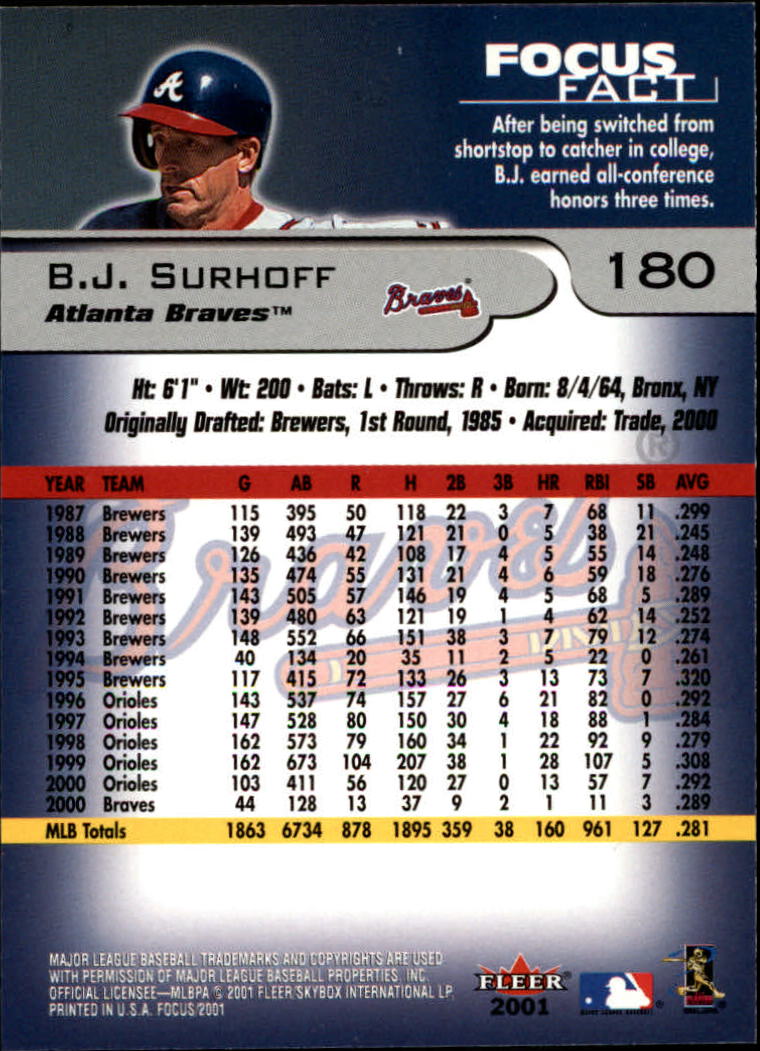 FOCUS
FACT
After being switched from
shortstop to catcher in college,
B.J. earned all-conference
honors three times.
A
B.J. SURHOFF
Atlanta Braves™
Braves®
180
Ht: 6'1" • Wt: 200 • Bats: L • Throws: R • Born: 8/4/64, Bronx, NY
Originally Drafted: Brewers, 1st Round, 1985 • Acquired: Trade, 2000
®
YEAR TEAM G AB R H 2B 3B HR RBI SB AVG
1987 Brewers 115 395 50 118 22 3 7 68 11 .299
1988 Brewers 139 493 47 121 21 0 5 38 21 .245
1989 Brewers 126 436 42 108 17 4 5 55 14 .248
1990 Brewers 135 474 55 131 21 4 6 59 18 .276
1991 Brewers 143 505 57 146 19 4 5 68 5 .289
1992 Brewers 139 480 63 121 19 1 4 62 14 .252
1993 Brewers 148 552 66 151 38 3 7 79 12 .274
1994 Brewers 40 134 20 35 11 2 5 22 0 .261
1995 Brewers 117 415 72 133 26 3 13 73 7 .320
1996 Orioles 143 537 74 157 27 6 21 82 0 .292
1997 Orioles 147 528 80 150 30 4 18 88 1 .284
1998 Orioles 162 573 79 160 34 1 22 92 9 .279
1999 Orioles 162 673 104 207 38 1 28 107 5 .308
2000 Orioles 103 411 56 120 27 0 13 57 7 .292
2000 Braves 44 128 13 37 9 2 1 11 3 .289
MLB Totals 1863 6734 878 1895 359 38 160 961 127 .281
Braves
MAJOR LEAGUE BASEBALL TRADEMARKS AND COPYRIGHTS ARE USED
WITH PERMISSION OF MAJOR LEAGUE BASEBALL PROPERTIES, INC.
OFFICIAL LICENSEE—MLBPA © 2001 FLEER/SKYBOX INTERNATIONAL LP
PRINTED IN U.S.A. FOCUS/2001
FLEER®
2001
MAJOR LEAGUE BASEBALL
®